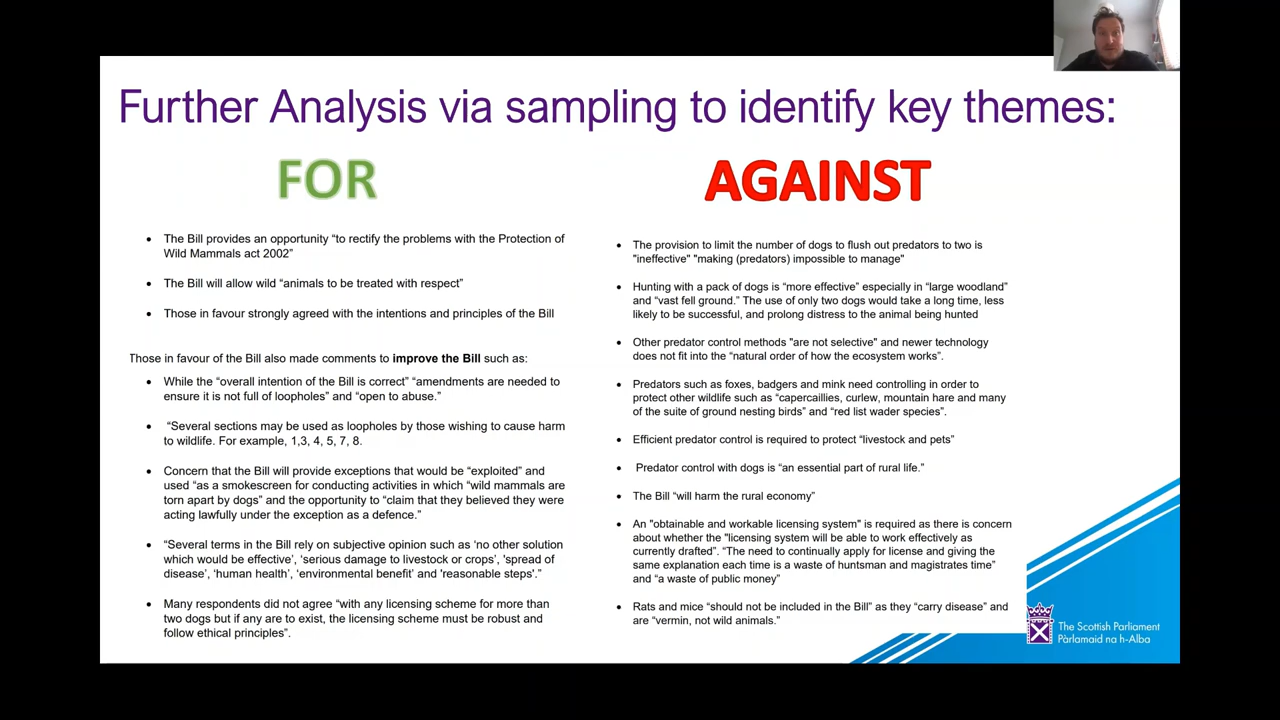 Further Analysis via sampling to identify key themes:
FOR
• The Bill provides an opportunity “to rectify the problems with the Protection of
Wild Mammals act 2002”
• The Bill will allow wild “animals to be treated with respect”
• Those in favour strongly agreed with the intentions and principles of the Bill
Those in favour of the Bill also made comments to improve the Bill such as:
• While the “overall intention of the Bill is correct” “amendments are needed to
ensure it is not full of loopholes” and “open to abuse.”
• “Several sections may be used as loopholes by those wishing to cause harm
to wildlife. For example, 1,3, 4, 5, 7, 8.
• Concern that the Bill will provide exceptions that would be “exploited” and
used “as a smokescreen for conducting activities in which “wild mammals are
torn apart by dogs” and the opportunity to “claim that they believed they were
acting lawfully under the exception as a defence.”
• “Several terms in the Bill rely on subjective opinion such as ‘no other solution
which would be effective’, ‘serious damage to livestock or crops’, 'spread of
disease’, ‘human health’, ‘environmental benefit’ and 'reasonable steps'.”
• Many respondents did not agree “with any licensing scheme for more than
two dogs but if any are to exist, the licensing scheme must be robust and
follow ethical principles”.
AGAINST
• The provision to limit the number of dogs to flush out predators to two is
"ineffective" "making (predators) impossible to manage"
• Hunting with a pack of dogs is “more effective” especially in “large woodland”
and “vast fell ground.” The use of only two dogs would take a long time, less
likely to be successful, and prolong distress to the animal being hunted
• Other predator control methods "are not selective" and newer technology
does not fit into the “natural order of how the ecosystem works”.
• Predators such as foxes, badgers and mink need controlling in order to
protect other wildlife such as “capercaillies, curlew, mountain hare and many
of the suite of ground nesting birds” and “red list wader species”.
• Efficient predator control is required to protect “livestock and pets”
• Predator control with dogs is “an essential part of rural life.”
• The Bill “will harm the rural economy”
• An "obtainable and workable licensing system" is required as there is concern
about whether the "licensing system will be able to work effectively as
currently drafted”. “The need to continually apply for license and giving the
same explanation each time is a waste of huntsman and magistrates time”
and “a waste of public money”
• Rats and mice “should not be included in the Bill” as they “carry disease” and
are “vermin, not wild animals.”
The Scottish Parliament
Pàrlamaid na h-Alba